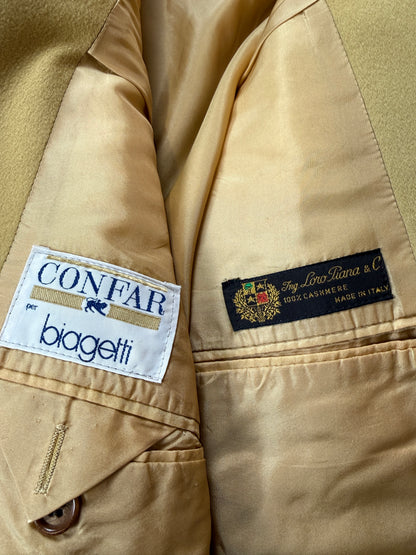 CONFAR
per
biagetti
Ing. Loro Piana & C.
100% CASHMERE
MADE IN ITALY